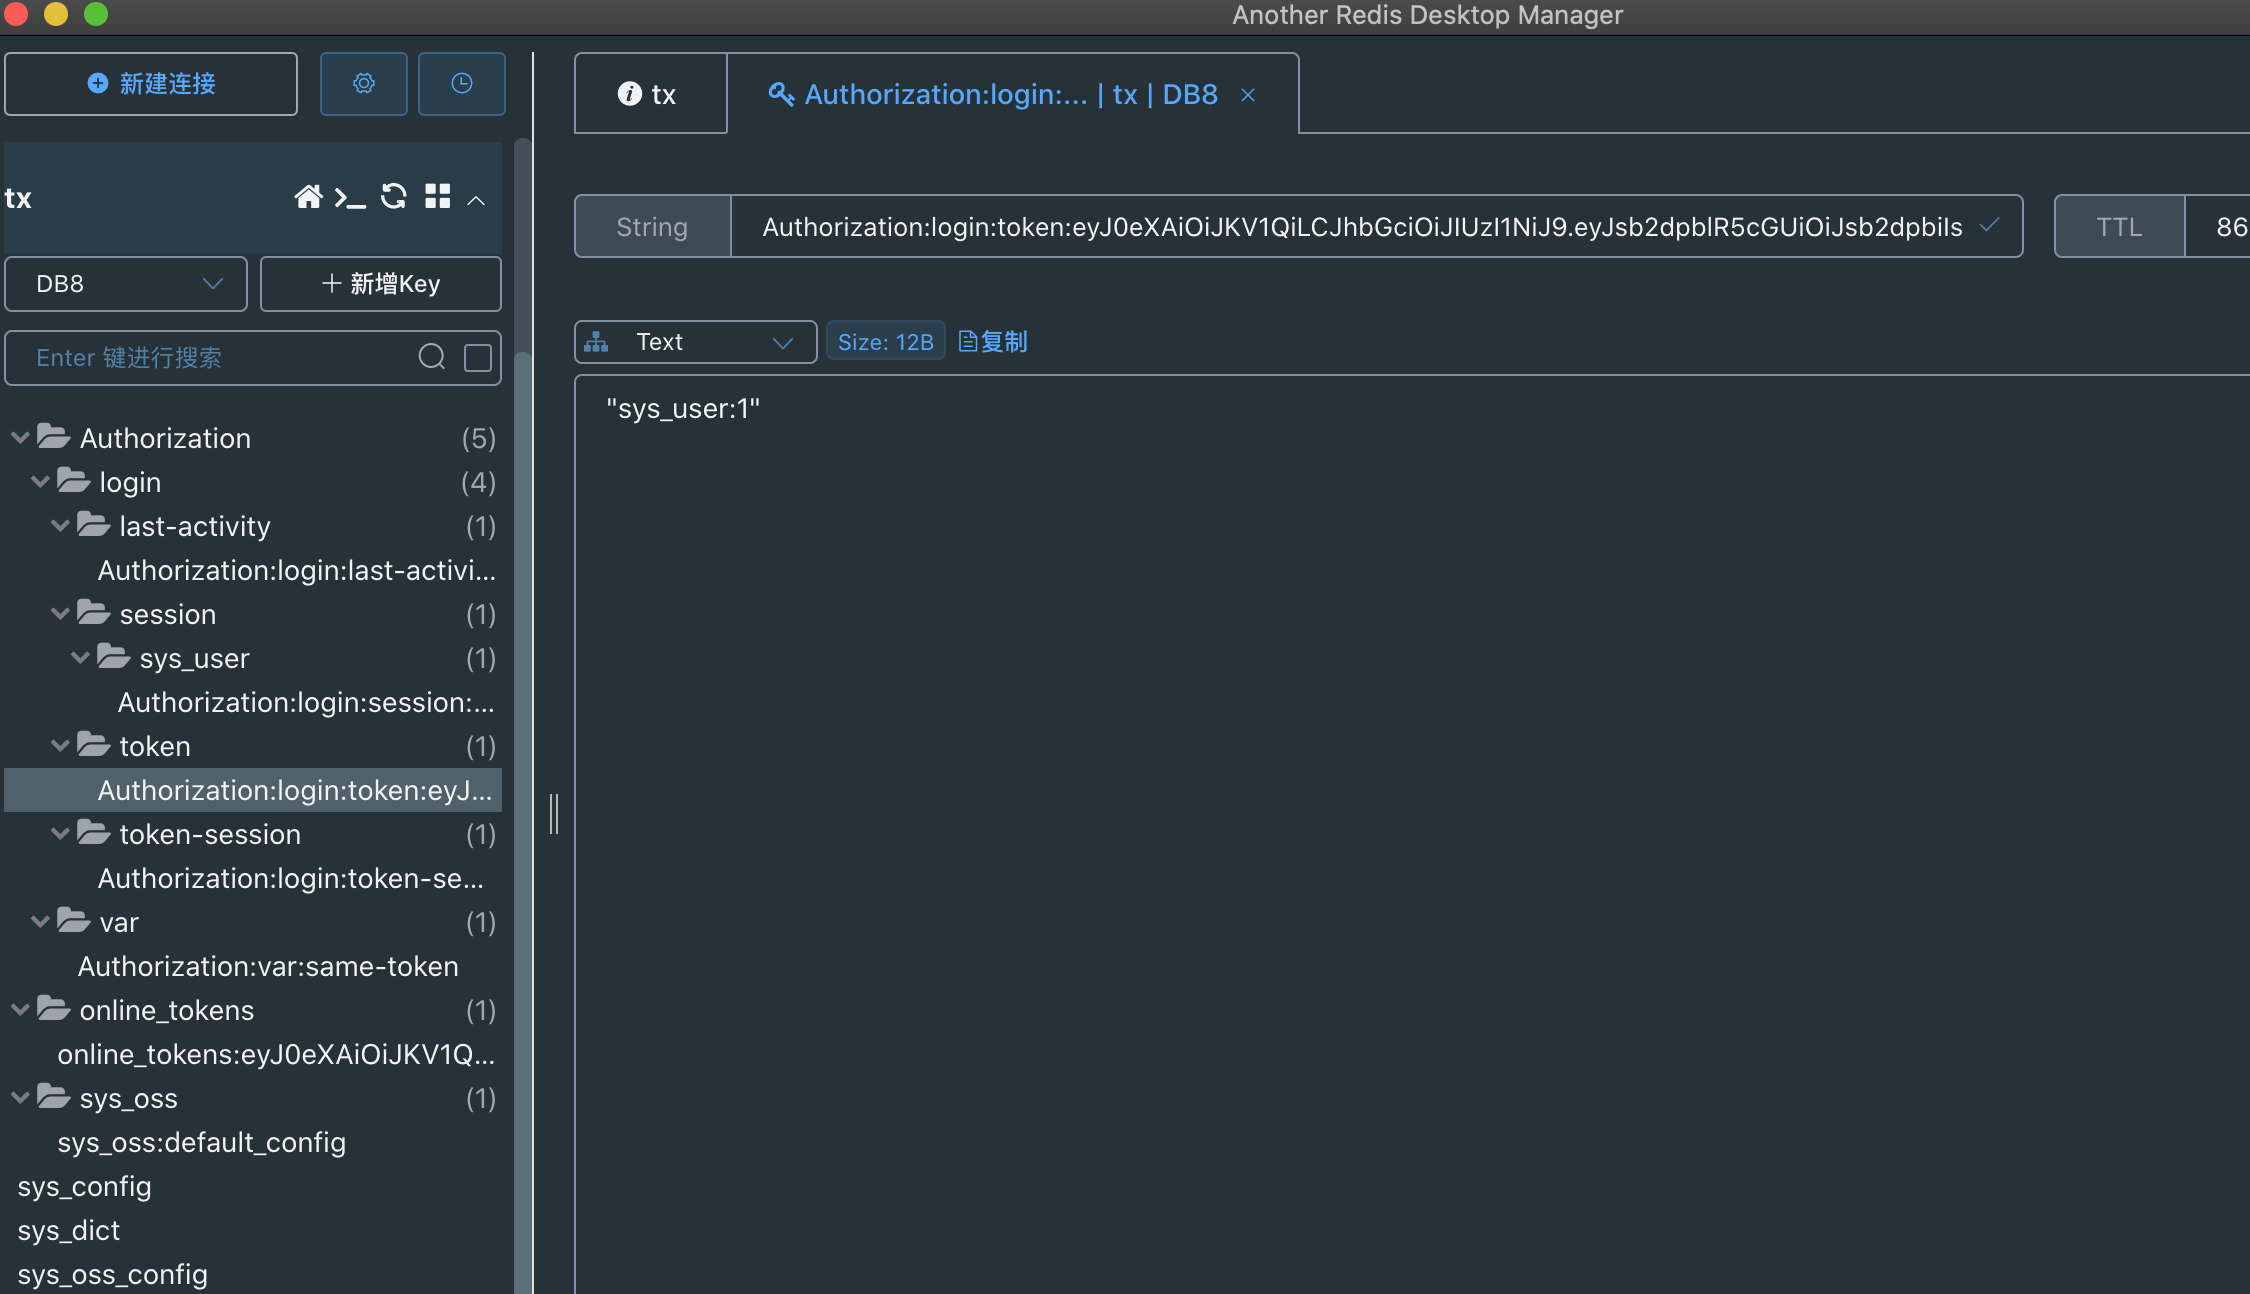 Another Redis Desktop Manager
新建连接
tx
DB8
新增Key
Enter 键进行搜索
Authorization (5)
login (4)
last-activity (1)
Authorization:login:last-activi...
session (1)
sys_user (1)
Authorization:login:session:...
token (1)
Authorization:login:token:eyJ...
token-session (1)
Authorization:login:token-se...
var (1)
Authorization:var:same-token
online_tokens (1)
online_tokens:eyJ0eXAiOiJKV1Q...
sys_oss (1)
sys_oss:default_config
sys_config
sys_dict
sys_oss_config
tx
Authorization:login:... | tx | DB8
String
Authorization:login:token:eyJ0eXAiOiJKV1QiLCJhbGciOiJIUzI1NiJ9.eyJsb2dpblR5cGUiOiJsb2dpbiIs
TTL
86
Text
Size: 12B
复制
"sys_user:1"